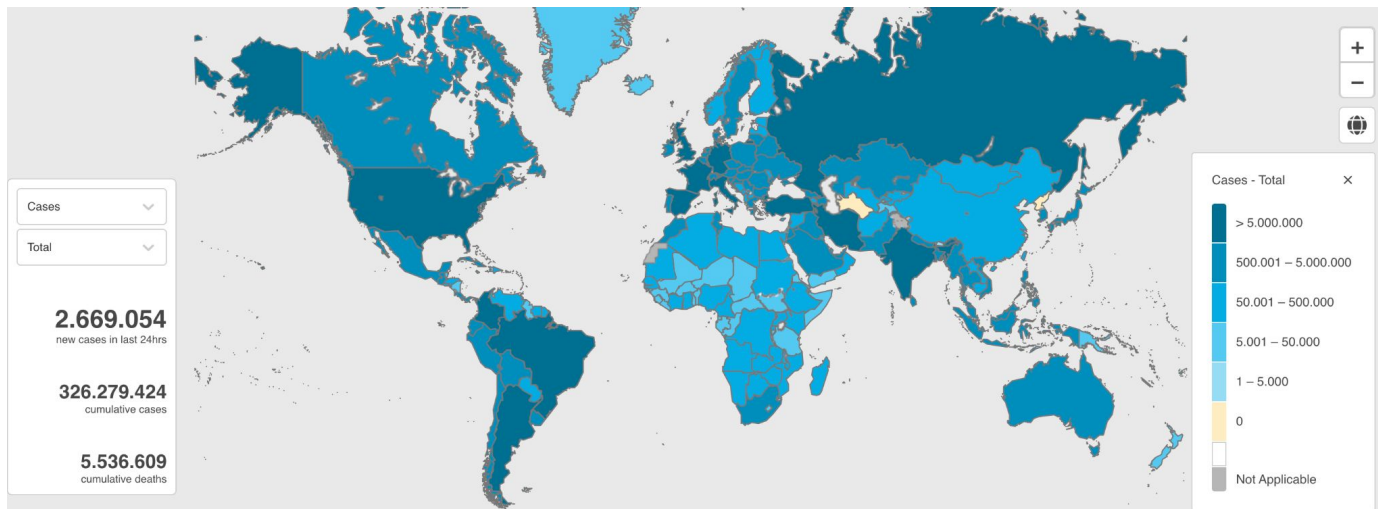 Cases
Total
2.669.054
new cases in last 24hrs
326.279.424
cumulative cases
5.536.609
cumulative deaths
+
−
Cases - Total ×
> 5.000.000
500.001 – 5.000.000
50.001 – 500.000
5.001 – 50.000
1 – 5.000
0
Not Applicable